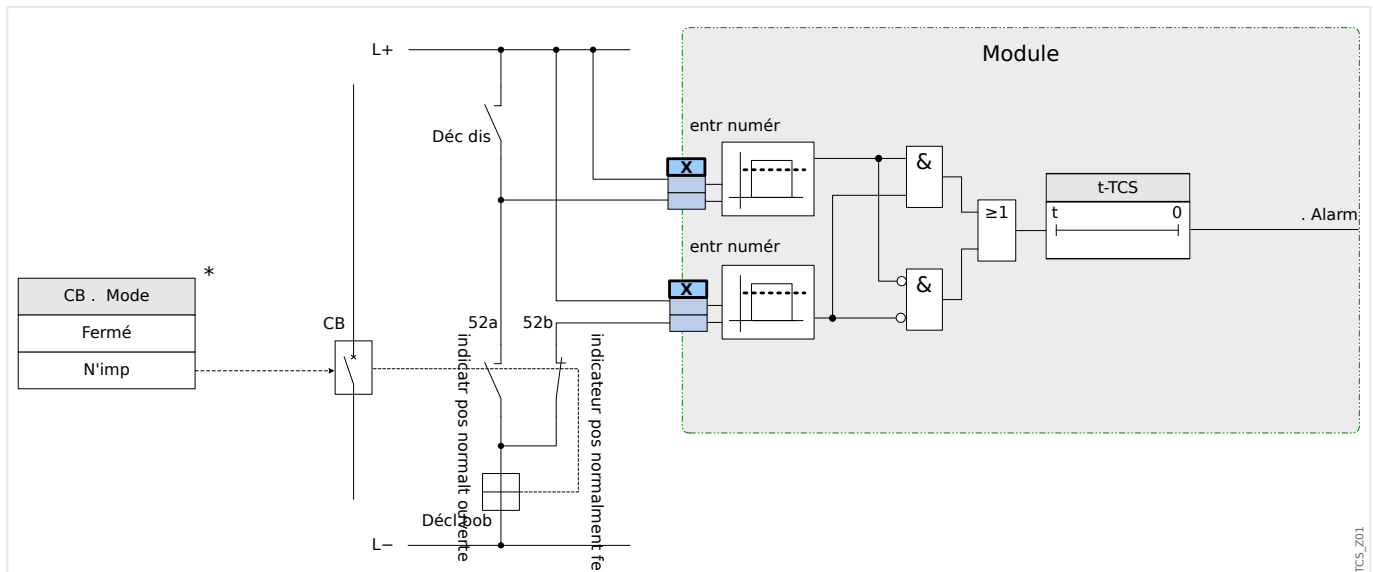 L+
Module
Déc dis
entr numér
X
&
t-TCS
t 0
≥1
. Alarm
entr numér
X
&
*
CB . Mode
Fermé
N'imp
CB
52a
52b
indicatr pos normalt ouverte
indicateur pos normalment fe
Décl bob
L−
TCS_Z01